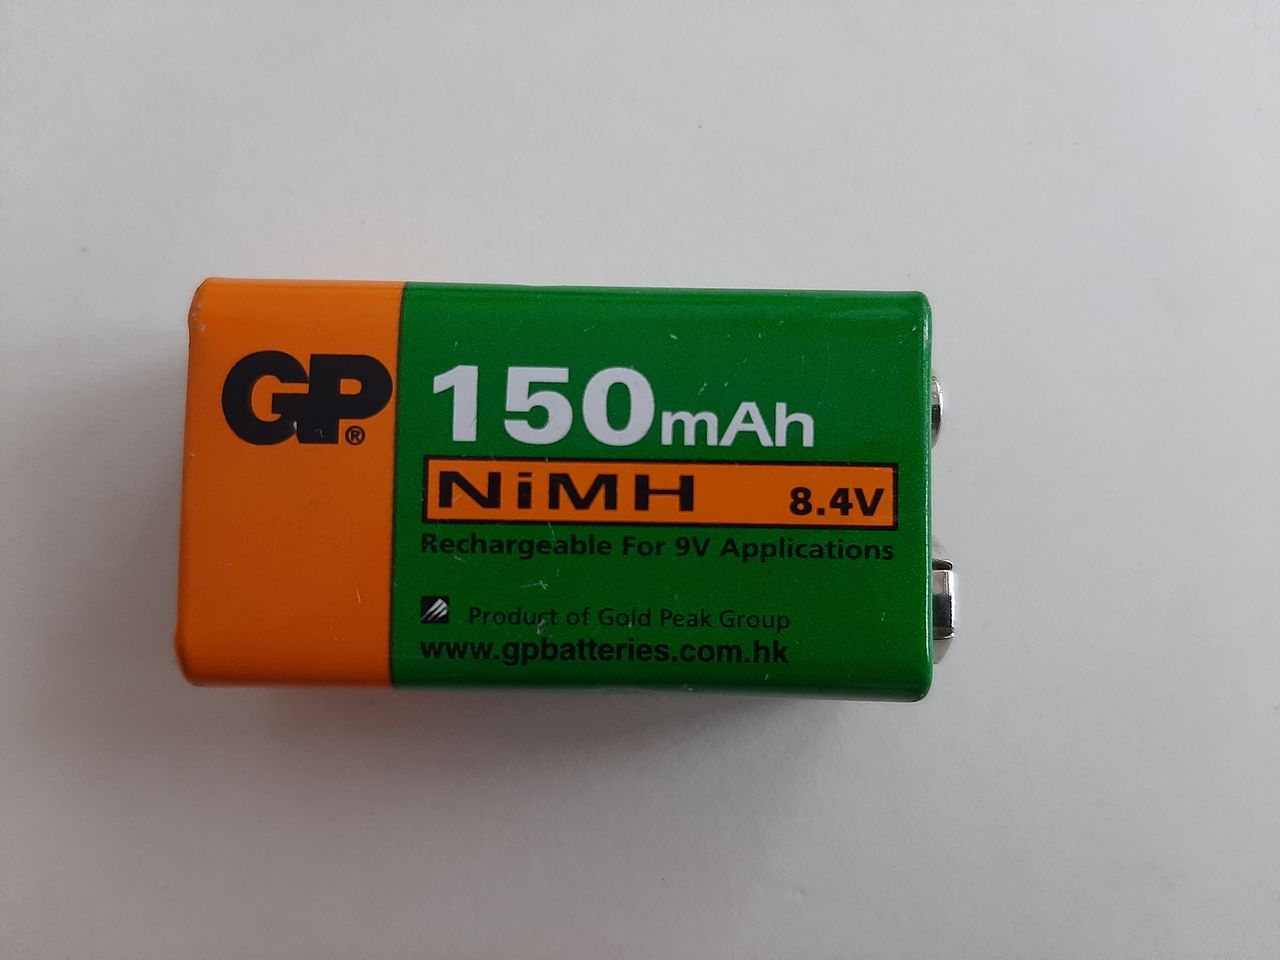 GP®
150mAh
NiMH 8.4V
Rechargeable For 9V Applications
Product of Gold Peak Group
www.gpbatteries.com.hk